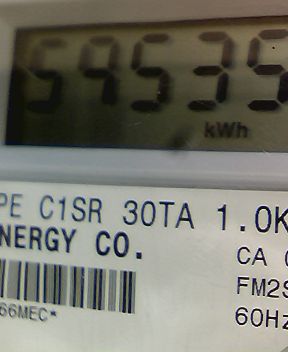 59535
kWh
PE C1SR 30TA 1.0K
NERGY CO.
CA
FM2S
66MEC*
60Hz